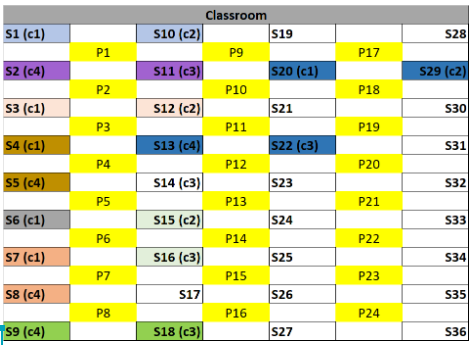 Classroom
S1 (c1) S10 (c2) S19 S28
P1 P9 P17
S2 (c4) S11 (c3) S20 (c1) S29 (c2)
P2 P10 P18
S3 (c1) S12 (c2) S21 S30
P3 P11 P19
S4 (c1) S13 (c4) S22 (c3) S31
P4 P12 P20
S5 (c4) S14 (c3) S23 S32
P5 P13 P21
S6 (c1) S15 (c2) S24 S33
P6 P14 P22
S7 (c1) S16 (c3) S25 S34
P7 P15 P23
S8 (c4) S17 S26 S35
P8 P16 P24
S9 (c4) S18 (c3) S27 S36